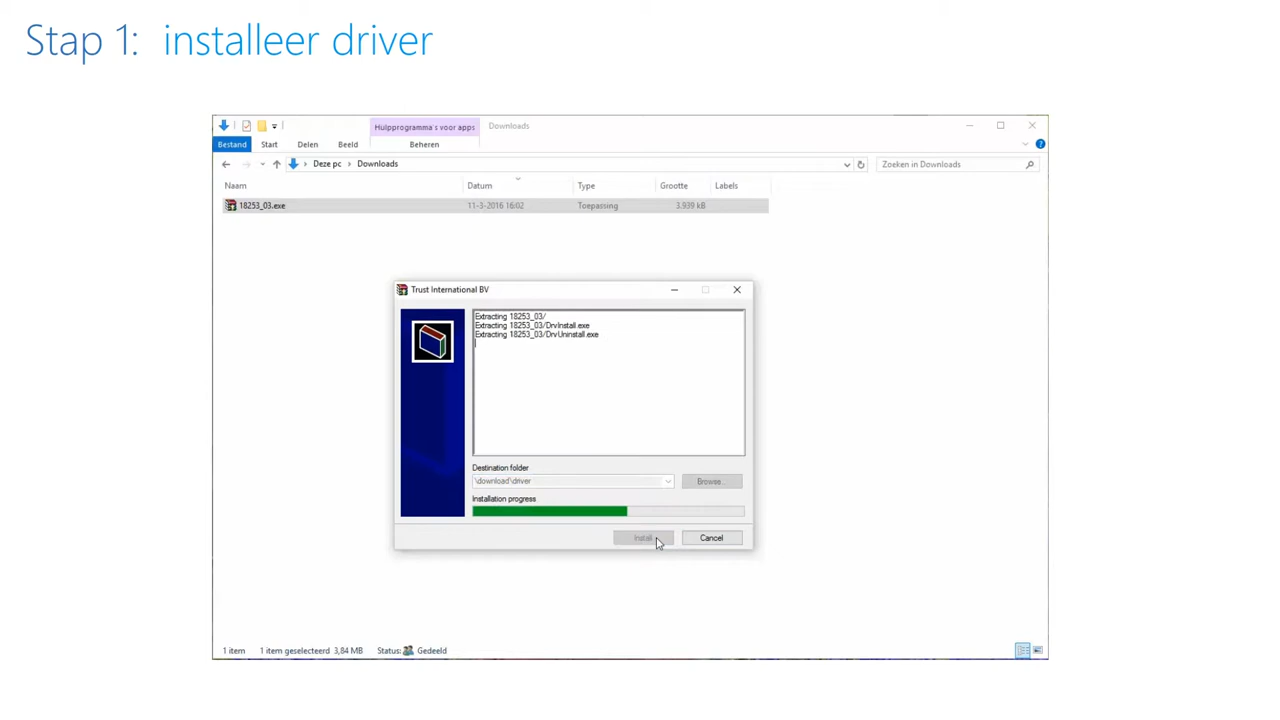 Stap 1: installeer driver
Hulpprogramma's voor apps
Downloads
Bestand
Start
Delen
Beeld
Beheren
Deze pc
Downloads
Zoeken in Downloads
Naam
Datum
Type
Grootte
Labels
18253_03.exe
11-3-2016 16:02
Toepassing
3.939 kB
Trust International BV
Extracting 18253_03/
Extracting 18253_03/DrvInstall.exe
Extracting 18253_03/DrvUninstall.exe
Destination folder
\download\driver
Browse...
Installation progress
Install
Cancel
1 item
1 item geselecteerd 3,84 MB
Status:
Gedeeld